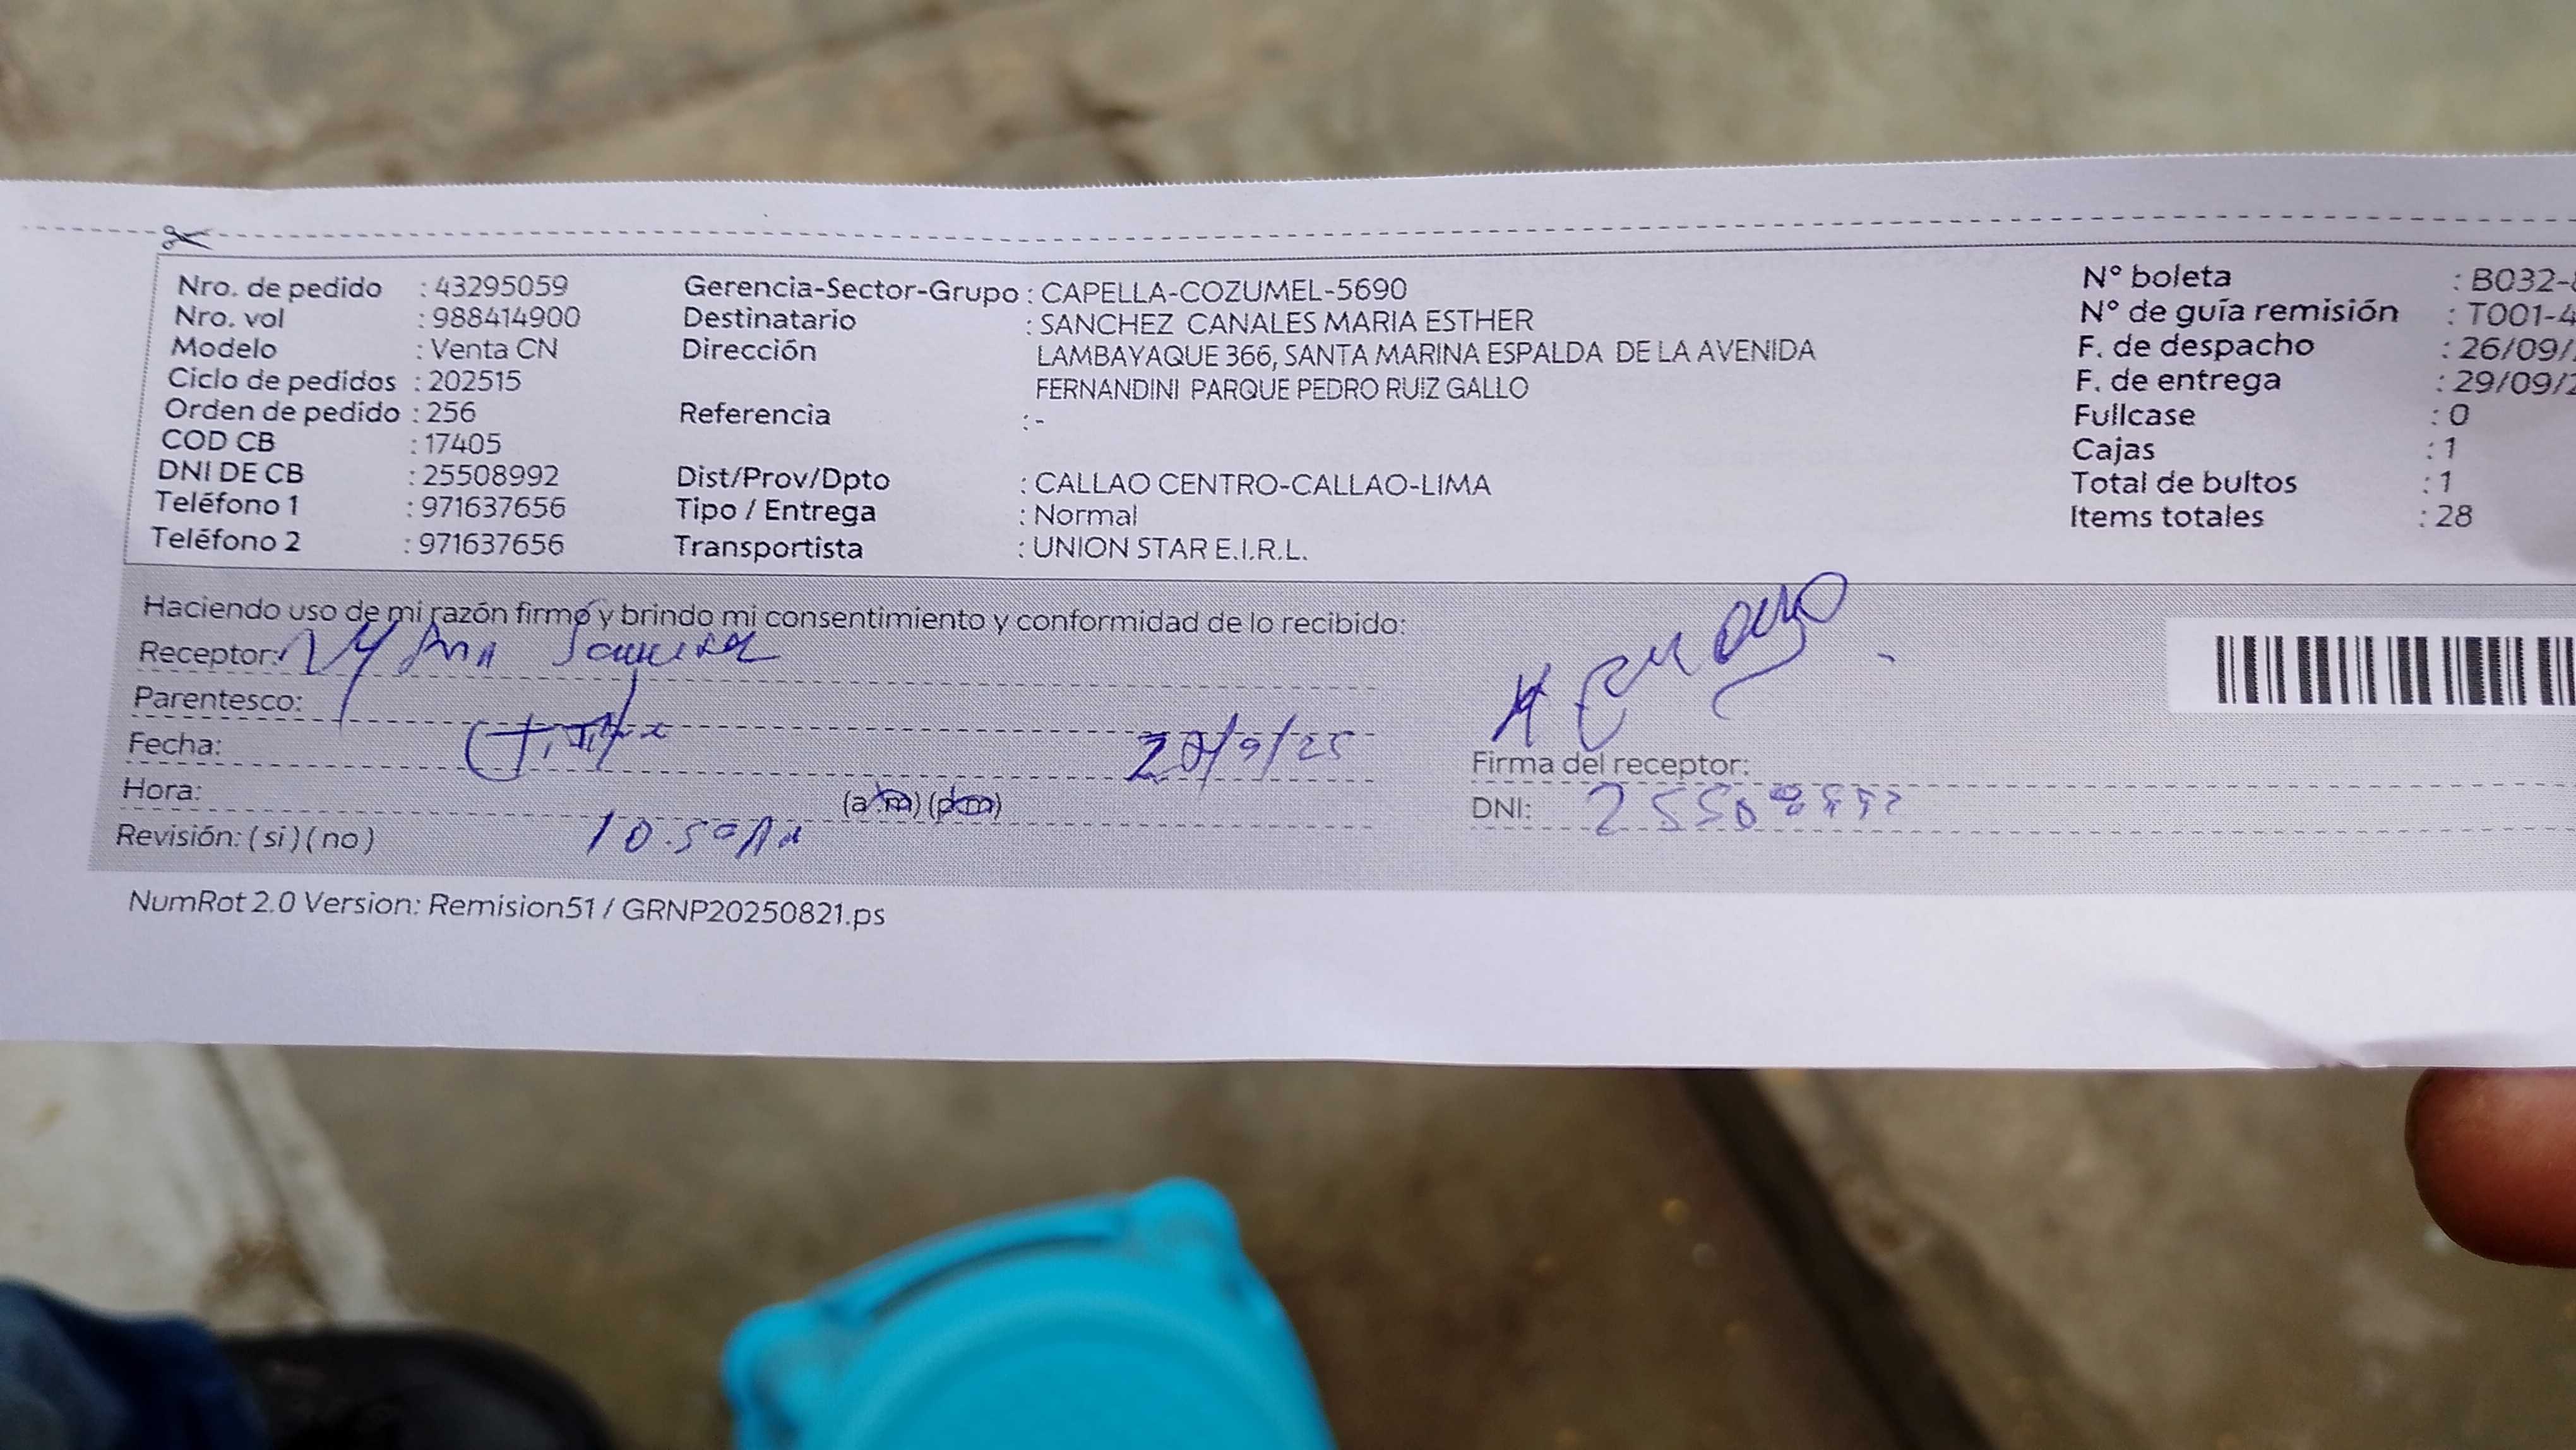 Nro. de pedido : 43295059 Gerencia-Sector-Grupo : CAPELLA-COZUMEL-5690 N° boleta : B032-
Nro. vol : 988414900 Destinatario : SANCHEZ CANALES MARIA ESTHER N° de guía remisión : T001-4
Modelo : Venta CN Dirección LAMBAYAQUE 366, SANTA MARINA ESPALDA DE LA AVENIDA F. de despacho : 26/09/
Ciclo de pedidos : 202515 FERNANDINI PARQUE PEDRO RUIZ GALLO F. de entrega : 29/09/2
Orden de pedido : 256 Referencia : - Fullcase : 0
COD CB : 17405 Cajas : 1
DNI DE CB : 25508992 Dist/Prov/Dpto : CALLAO CENTRO-CALLAO-LIMA Total de bultos : 1
Teléfono 1 : 971637656 Tipo / Entrega : Normal Items totales : 28
Teléfono 2 : 971637656 Transportista : UNION STAR E.I.R.L.
Haciendo uso de mi razón firmo y brindo mi consentimiento y conformidad de lo recibido:
Receptor:
Parentesco:
Fecha:
Firma del receptor:
Hora: (a.m) (pm) DNI:
Revisión: ( si ) ( no )
NumRot 2.0 Version: Remision51 / GRNP20250821.ps